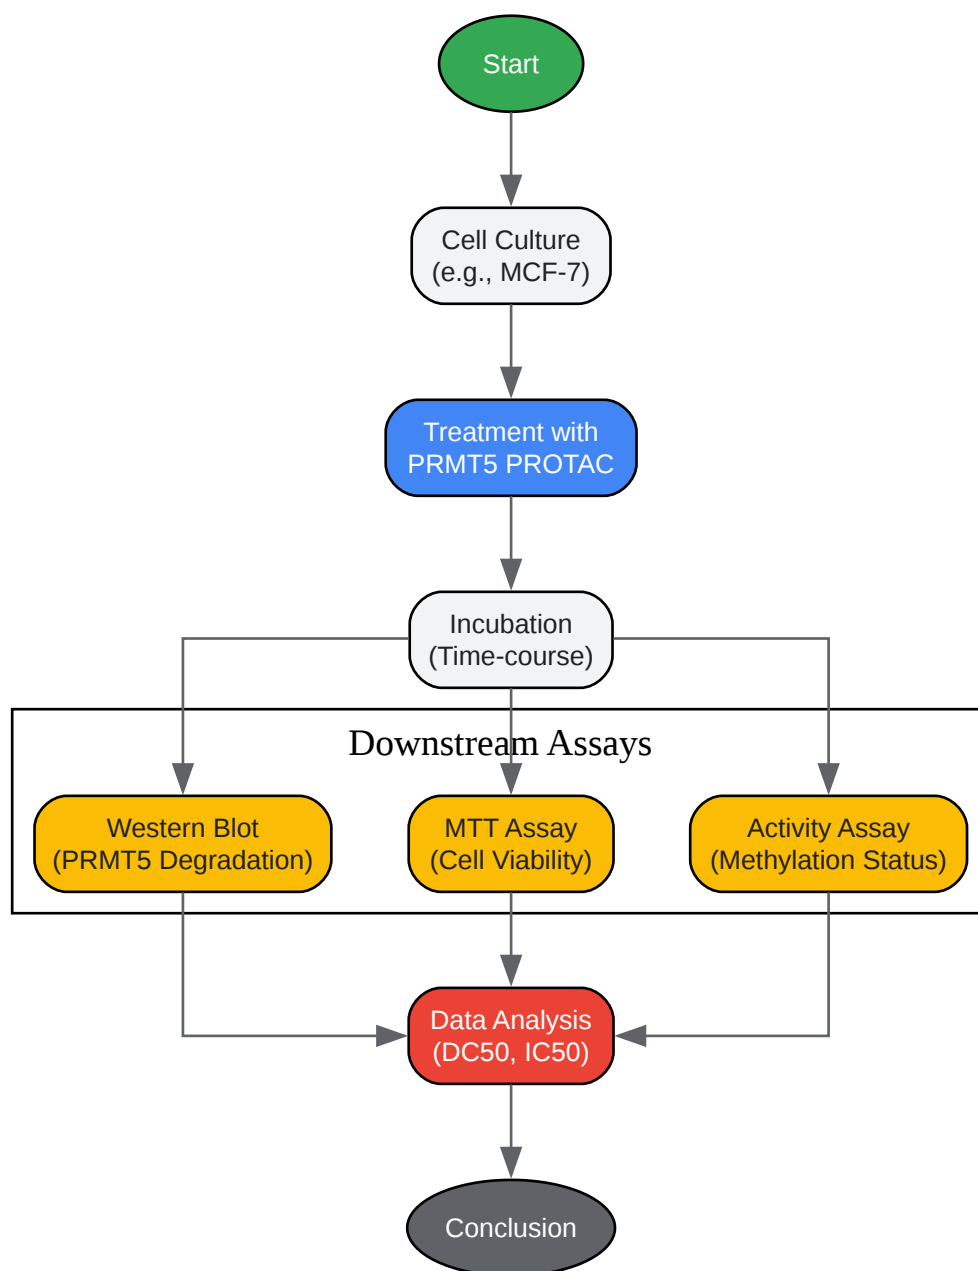 Start
Cell Culture
(e.g., MCF-7)
Treatment with
PRMT5 PROTAC
Incubation
(Time-course)
Downstream Assays
Western Blot
(PRMT5 Degradation)
MTT Assay
(Cell Viability)
Activity Assay
(Methylation Status)
Data Analysis
(DC50, IC50)
Conclusion